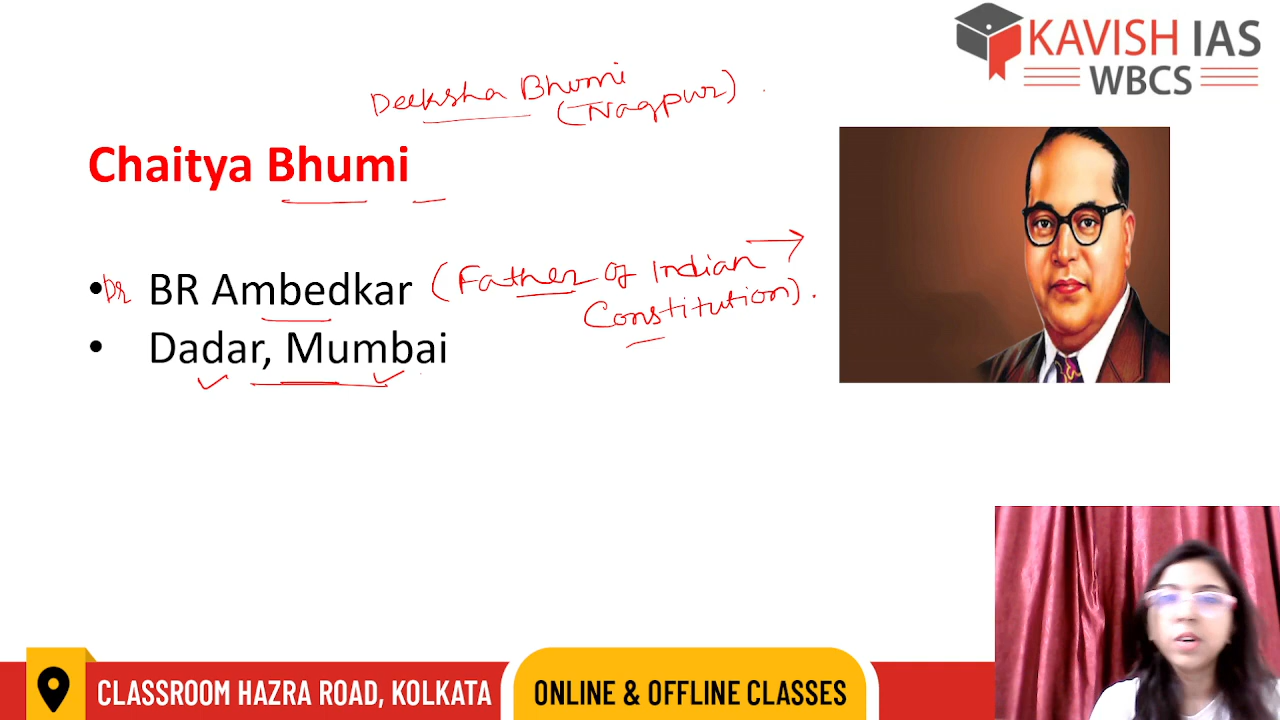 KAVISH IAS
WBCS
Deeksha Bhumi
(Nagpur)
Chaitya Bhumi
• Dr BR Ambedkar (Father of Indian
Constitution).
• Dadar, Mumbai
CLASSROOM HAZRA ROAD, KOLKATA
ONLINE & OFFLINE CLASSES